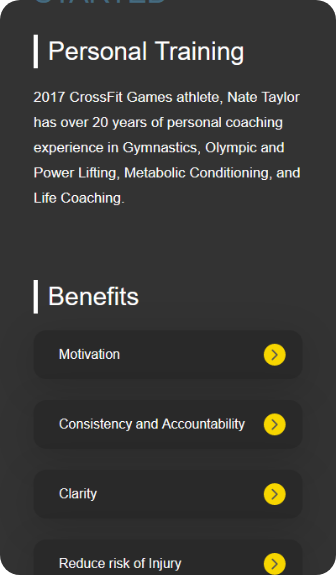 STARTED
Personal Training
2017 CrossFit Games athlete, Nate Taylor
has over 20 years of personal coaching
experience in Gymnastics, Olympic and
Power Lifting, Metabolic Conditioning, and
Life Coaching.
Benefits
Motivation
Consistency and Accountability
Clarity
Reduce risk of Injury